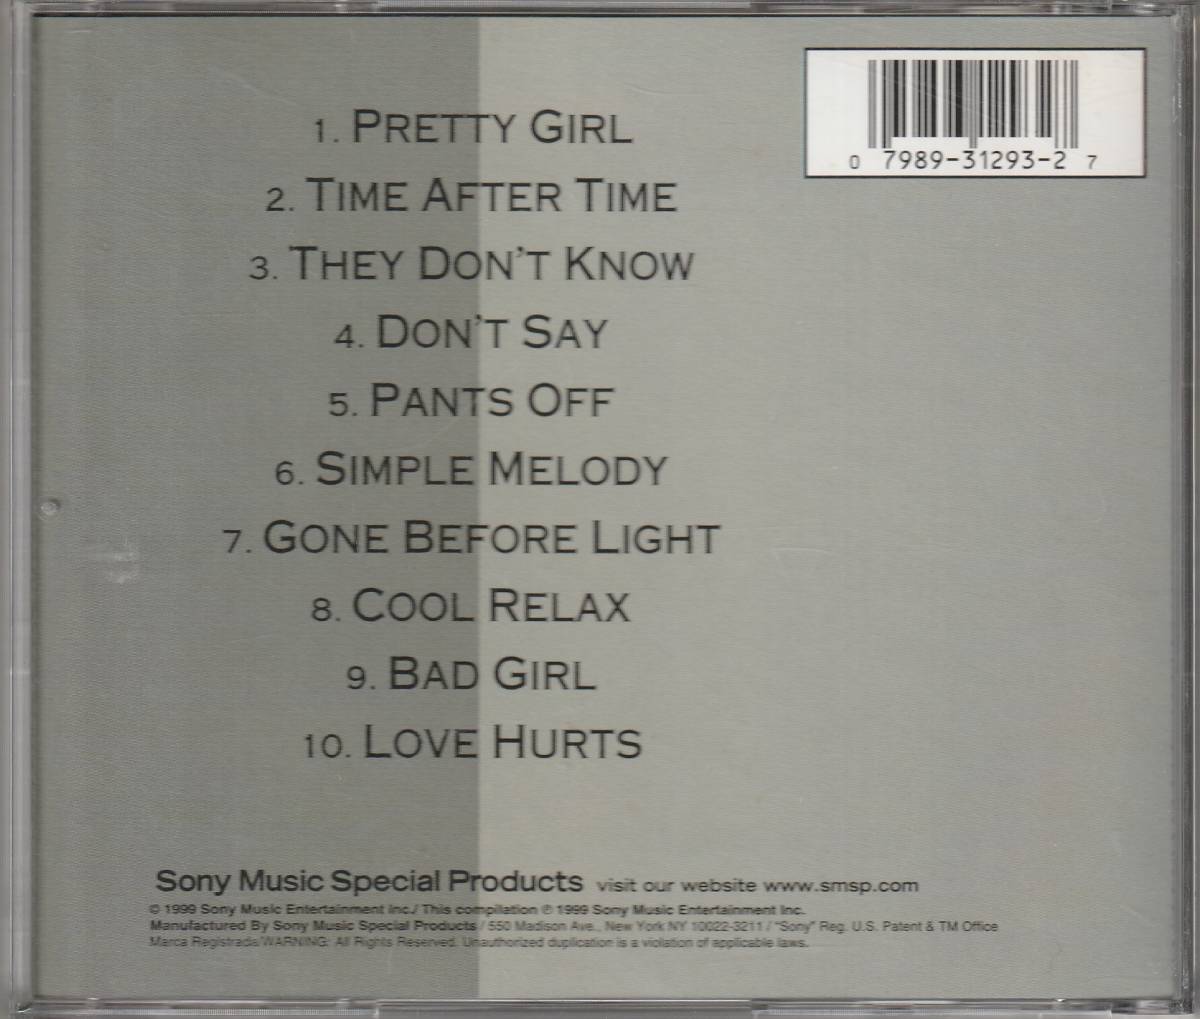 0 7989-31293-2 7
1. PRETTY GIRL
2. TIME AFTER TIME
3. THEY DON'T KNOW
4. DON'T SAY
5. PANTS OFF
6. SIMPLE MELODY
7. GONE BEFORE LIGHT
8. COOL RELAX
9. BAD GIRL
10. LOVE HURTS
Sony Music Special Products visit our website www.smsp.com
© 1999 Sony Music Entertainment Inc./ This compilation ℗ 1999 Sony Music Entertainment Inc.
Manufactured By Sony Music Special Products / 550 Madison Ave., New York NY 10022-3211 / "Sony" Reg. U.S. Patent & TM Office
Marca Registrada/WARNING: All Rights Reserved. Unauthorized duplication is a violation of applicable laws.